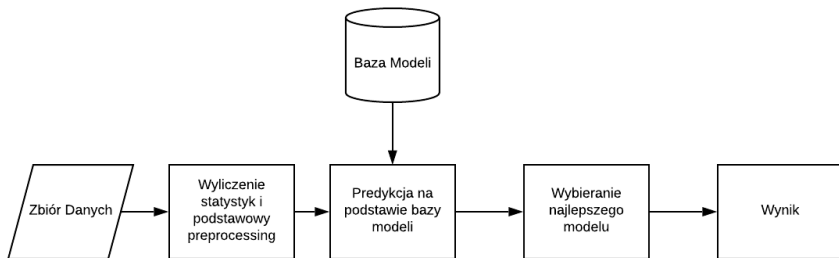 Baza Modeli
Zbiór Danych
Wyliczenie
statystyk i
podstawowy
preprocessing
Predykcja na
podstawie bazy
modeli
Wybieranie
najlepszego
modelu
Wynik